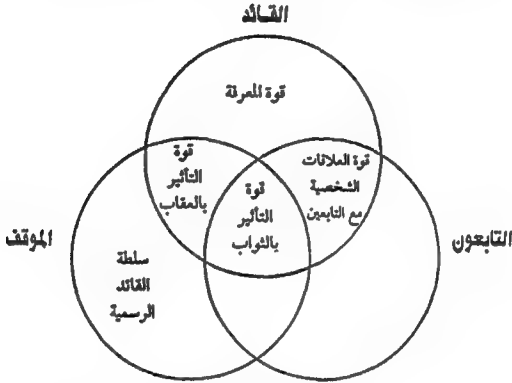 القائد
قوة المعرفة
قوة العلاقات
الشخصية
مع التابعين
قوة
التأثير
بالعقاب
قوة
التأثير
بالثواب
التابعون
الموقف
سلطة
القائد
الرسمية